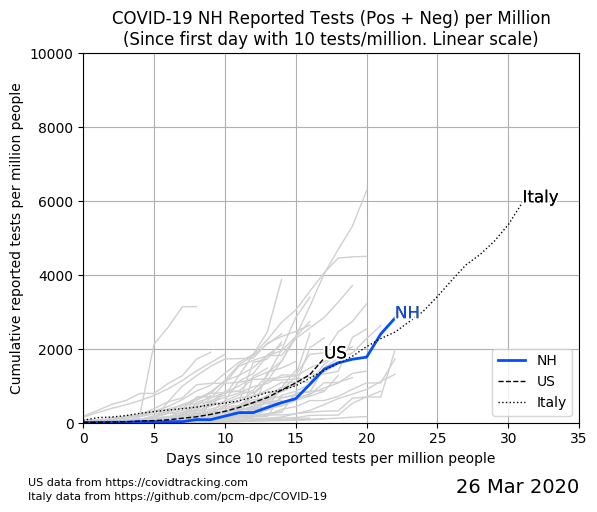 COVID-19 NH Reported Tests (Pos + Neg) per Million
(Since first day with 10 tests/million. Linear scale)
Cumulative reported tests per million people
10000
8000
6000
4000
2000
0
Italy
NH
US
NH
US
Italy
0 5 10 15 20 25 30 35
Days since 10 reported tests per million people
US data from https://covidtracking.com
Italy data from https://github.com/pcm-dpc/COVID-19
26 Mar 2020